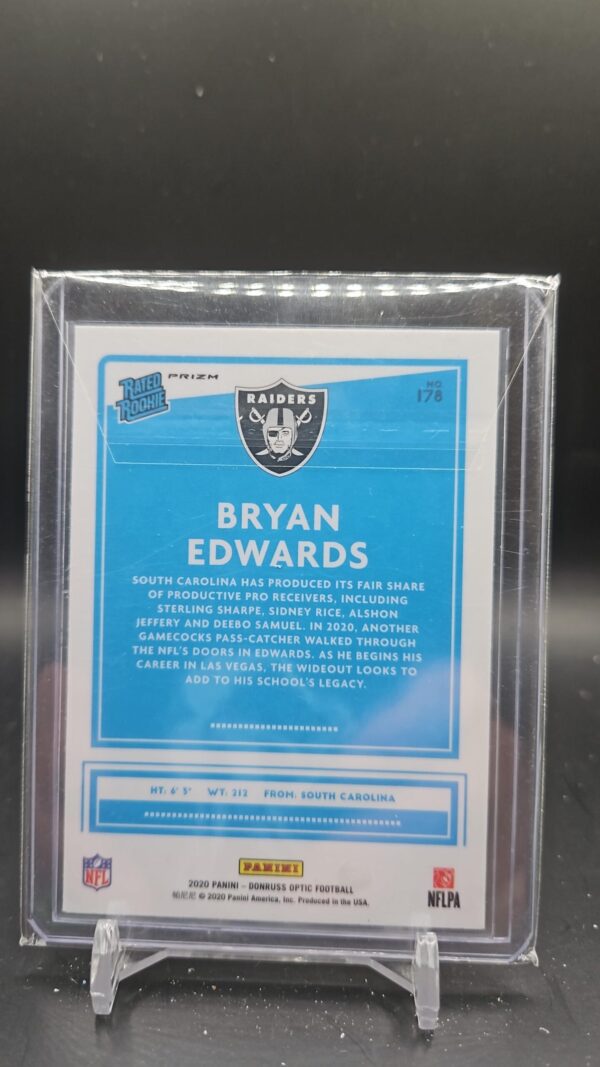 RATED
ROOKIE
PRIZM
RAIDERS
NO.
178
BRYAN
EDWARDS
SOUTH CAROLINA HAS PRODUCED ITS FAIR SHARE
OF PRODUCTIVE PRO RECEIVERS, INCLUDING
STERLING SHARPE, SIDNEY RICE, ALSHON
JEFFERY AND DEEBO SAMUEL. IN 2020, ANOTHER
GAMECOCKS PASS-CATCHER WALKED THROUGH
THE NFL'S DOORS IN EDWARDS. AS HE BEGINS HIS
CAREER IN LAS VEGAS, THE WIDEOUT LOOKS TO
ADD TO HIS SCHOOL'S LEGACY.
HT: 6' 3" WT: 212 FROM: SOUTH CAROLINA
NFL
PANINI
2020 PANINI – DONRUSS OPTIC FOOTBALL
© 2020 Panini America, Inc. Produced in the USA.
NFLPA